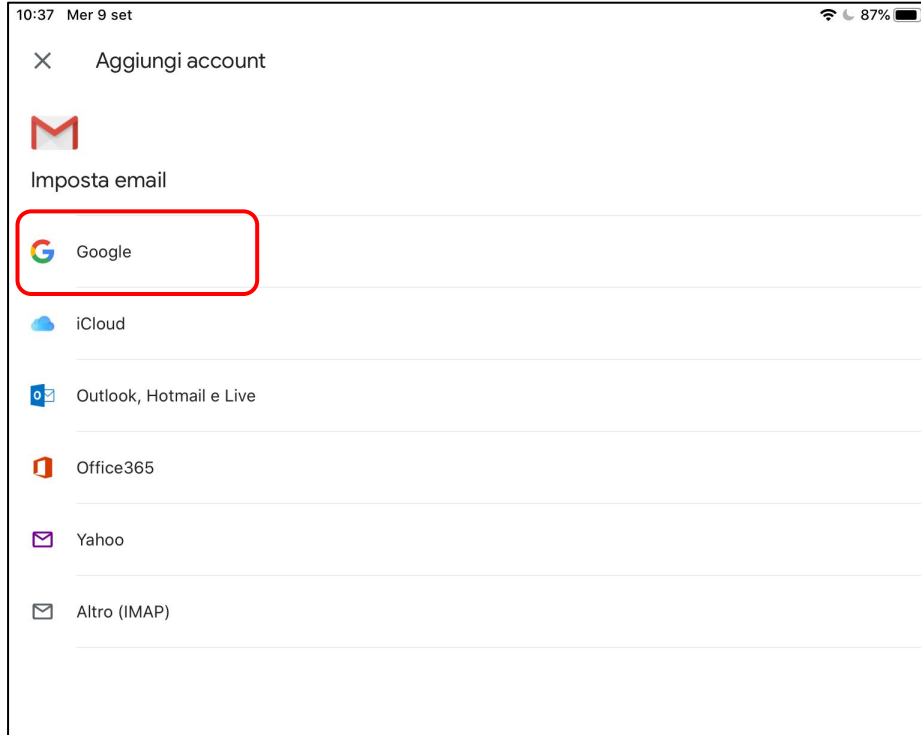 10:37 Mer 9 set 87%
Aggiungi account
Imposta email
Google
iCloud
Outlook, Hotmail e Live
Office365
Yahoo
Altro (IMAP)